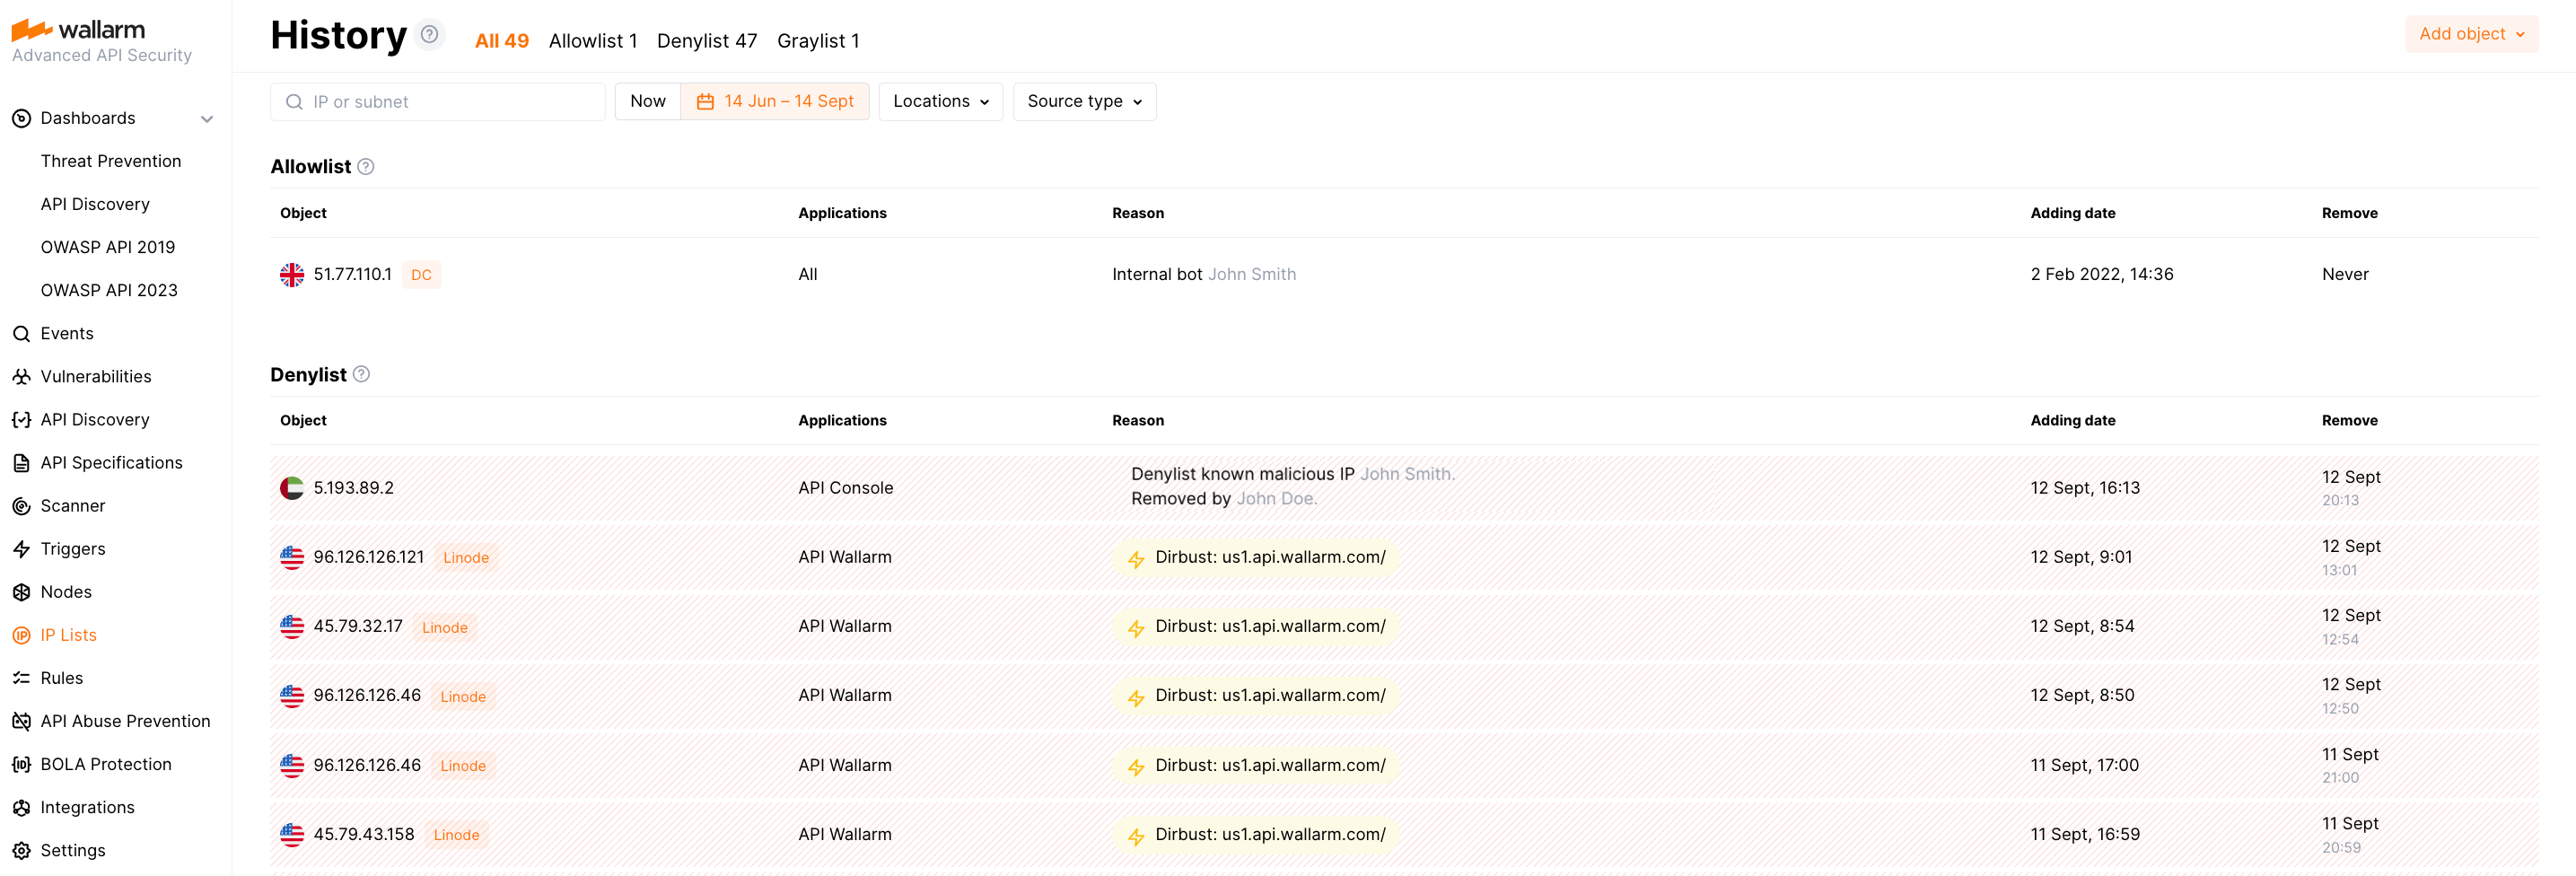 wallarm
Advanced API Security
Dashboards
Threat Prevention
API Discovery
OWASP API 2019
OWASP API 2023
Events
Vulnerabilities
API Discovery
API Specifications
Scanner
Triggers
Nodes
IP Lists
Rules
API Abuse Prevention
BOLA Protection
Integrations
Settings
History ? All 49 Allowlist 1 Denylist 47 Graylist 1 Add object
IP or subnet Now 14 Jun – 14 Sept Locations Source type
Allowlist ?
Object Applications Reason Adding date Remove
51.77.110.1 DC All Internal bot John Smith 2 Feb 2022, 14:36 Never
Denylist ?
Object Applications Reason Adding date Remove
5.193.89.2 API Console Denylist known malicious IP John Smith. 12 Sept, 16:13 12 Sept
Removed by John Doe. 20:13
96.126.126.121 Linode API Wallarm Dirbust: us1.api.wallarm.com/ 12 Sept, 9:01 12 Sept
13:01
45.79.32.17 Linode API Wallarm Dirbust: us1.api.wallarm.com/ 12 Sept, 8:54 12 Sept
12:54
96.126.126.46 Linode API Wallarm Dirbust: us1.api.wallarm.com/ 12 Sept, 8:50 12 Sept
12:50
96.126.126.46 Linode API Wallarm Dirbust: us1.api.wallarm.com/ 11 Sept, 17:00 11 Sept
21:00
45.79.43.158 Linode API Wallarm Dirbust: us1.api.wallarm.com/ 11 Sept, 16:59 11 Sept
20:59